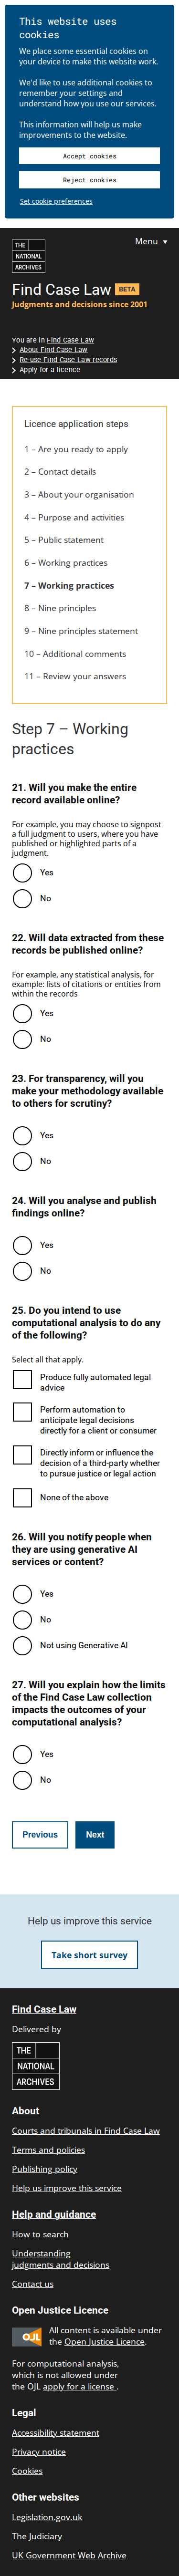 This website uses
cookies
We place some essential cookies on
your device to make this website work.
We'd like to use additional cookies to
remember your settings and
understand how you use our services.
This information will help us make
improvements to the website.
Accept cookies
Reject cookies
Set cookie preferences
THE
NATIONAL
ARCHIVES
Menu
Find Case Law BETA
Judgments and decisions since 2001
You are in Find Case Law
About Find Case Law
Re-use Find Case Law records
Apply for a licence
Licence application steps
1 – Are you ready to apply
2 – Contact details
3 – About your organisation
4 – Purpose and activities
5 – Public statement
6 – Working practices
7 – Working practices
8 – Nine principles
9 – Nine principles statement
10 – Additional comments
11 – Review your answers
Step 7 – Working
practices
21. Will you make the entire
record available online?
For example, you may choose to signpost
a full judgment to users, where you have
published or highlighted parts of a
judgment.
Yes
No
22. Will data extracted from these
records be published online?
For example, any statistical analysis, for
example: lists of citations or entities from
within the records
Yes
No
23. For transparency, will you
make your methodology available
to others for scrutiny?
Yes
No
24. Will you analyse and publish
findings online?
Yes
No
25. Do you intend to use
computational analysis to do any
of the following?
Select all that apply.
Produce fully automated legal
advice
Perform automation to
anticipate legal decisions
directly for a client or consumer
Directly inform or influence the
decision of a third-party whether
to pursue justice or legal action
None of the above
26. Will you notify people when
they are using generative AI
services or content?
Yes
No
Not using Generative AI
27. Will you explain how the limits
of the Find Case Law collection
impacts the outcomes of your
computational analysis?
Yes
No
Previous
Next
Help us improve this service
Take short survey
Find Case Law
Delivered by
THE
NATIONAL
ARCHIVES
About
Courts and tribunals in Find Case Law
Terms and policies
Publishing policy
Help us improve this service
Help and guidance
How to search
Understanding
judgments and decisions
Contact us
Open Justice Licence
OJL
All content is available under
the Open Justice Licence.
For computational analysis,
which is not allowed under
the OJL apply for a license .
Legal
Accessibility statement
Privacy notice
Cookies
Other websites
Legislation.gov.uk
The Judiciary
UK Government Web Archive